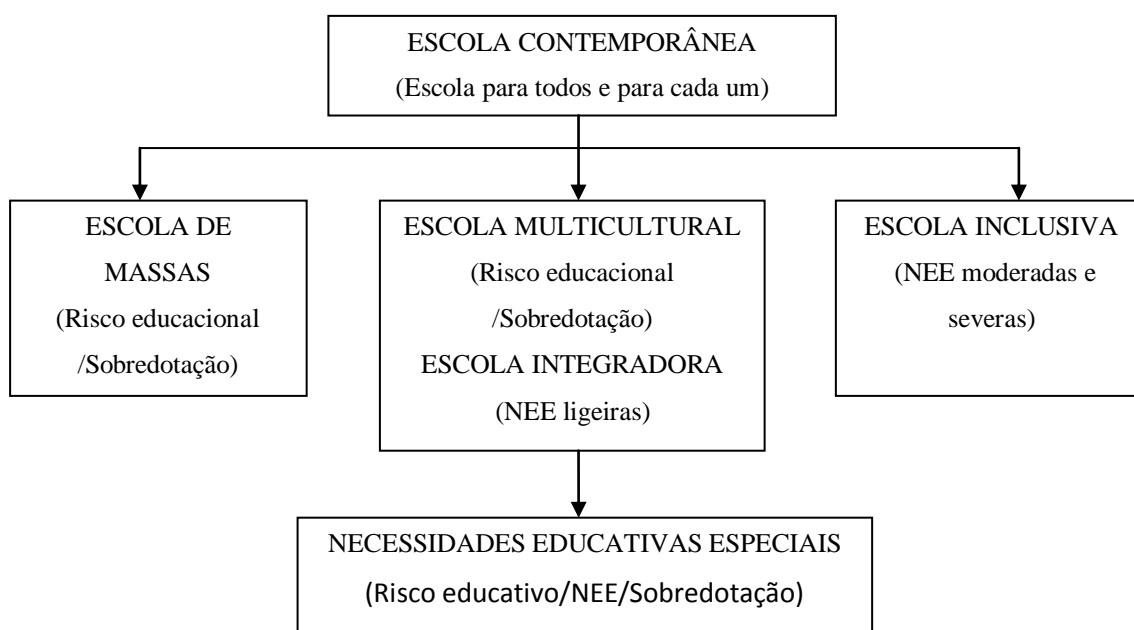 ESCOLA CONTEMPORÂNEA
(Escola para todos e para cada um)
ESCOLA DE
MASSAS
(Risco educacional
/Sobredotação)
ESCOLA MULTICULTURAL
(Risco educacional
/Sobredotação)
ESCOLA INTEGRADORA
(NEE ligeiras)
ESCOLA INCLUSIVA
(NEE moderadas e
severas)
NECESSIDADES EDUCATIVAS ESPECIAIS
(Risco educativo/NEE/Sobredotação)